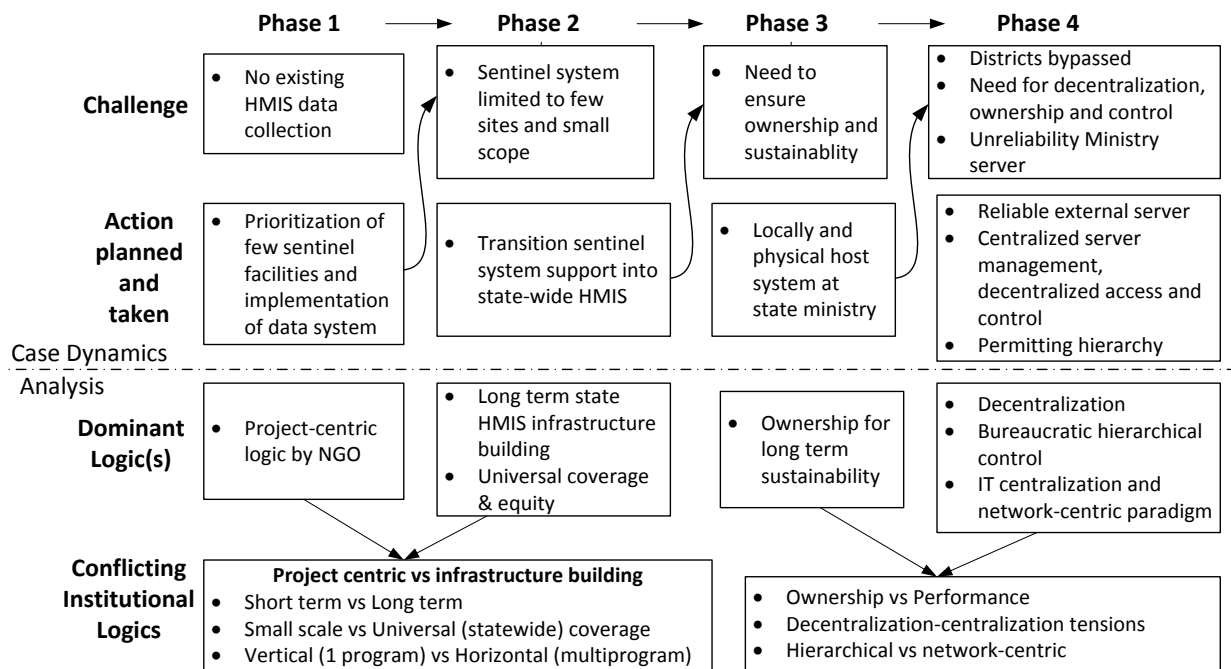 Phase 1
Phase 2
Phase 3
Phase 4
Challenge
• No existing
HMIS data
collection
• Sentinel system
limited to few
sites and small
scope
• Need to
ensure
ownership and
sustainablity
• Districts bypassed
• Need for decentralization,
ownership and control
• Unreliability Ministry
server
Action
planned
and
taken
• Prioritization of
few sentinel
facilities and
implementation
of data system
• Transition sentinel
system support into
state-wide HMIS
• Locally and
physical host
system at
state ministry
• Reliable external server
• Centralized server
management,
decentralized access and
control
• Permitting hierarchy
Case Dynamics
Analysis
Dominant
Logic(s)
• Project-centric
logic by NGO
• Long term state
HMIS infrastructure
building
• Universal coverage
& equity
• Ownership for
long term
sustainability
• Decentralization
• Bureaucratic hierarchical
control
• IT centralization and
network-centric paradigm
Conflicting
Institutional
Logics
Project centric vs infrastructure building
• Short term vs Long term
• Small scale vs Universal (statewide) coverage
• Vertical (1 program) vs Horizontal (multiprogram)
• Ownership vs Performance
• Decentralization-centralization tensions
• Hierarchical vs network-centric